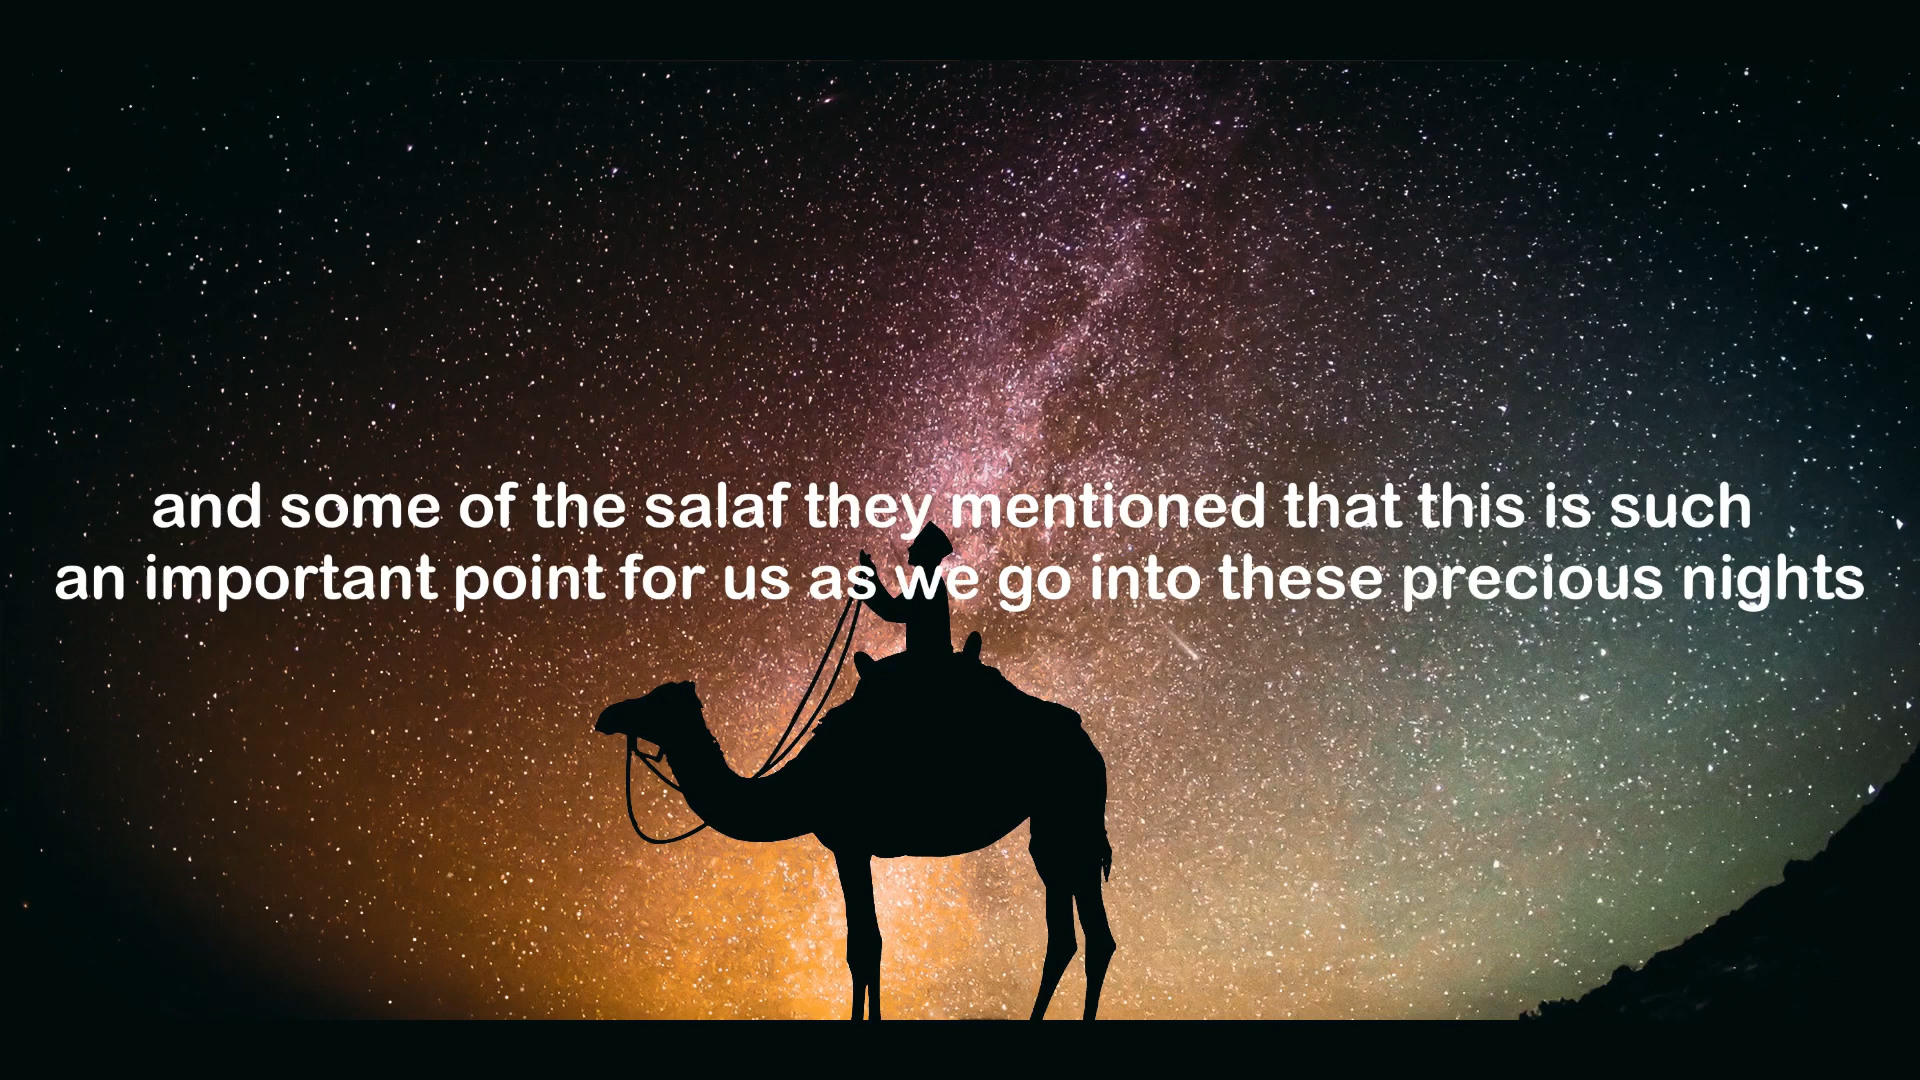 and some of the salaf they mentioned that this is such
an important point for us as we go into these precious nights